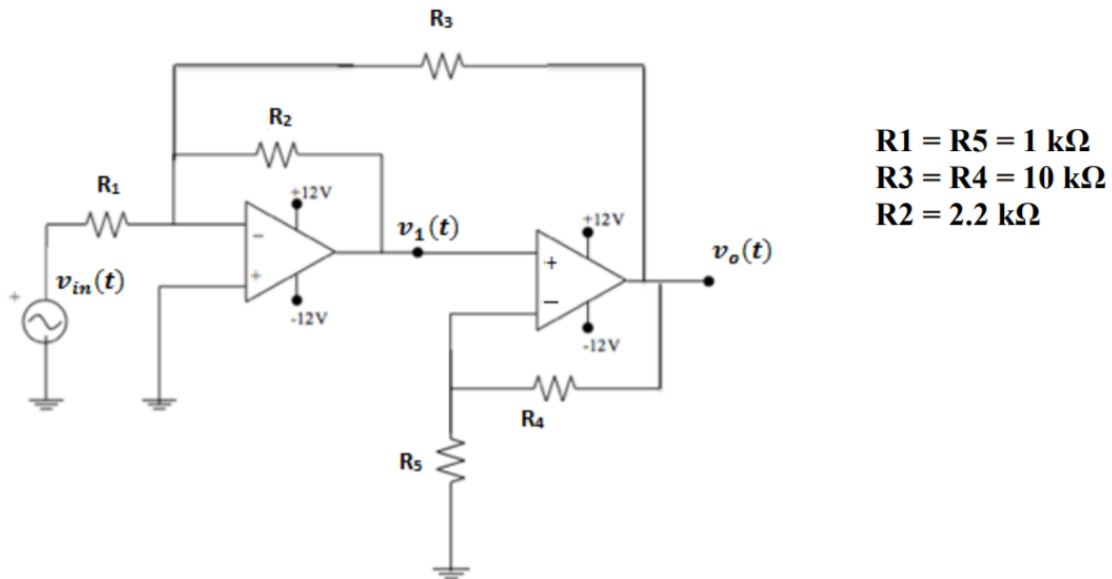 R₃
R₂
R₁
+12V
v₁(t)
+12V
vₒ(t)
vᵢₙ(t)
+
−
+
-12V
+
−
-12V
R₄
R₅
R1 = R5 = 1 kΩ
R3 = R4 = 10 kΩ
R2 = 2.2 kΩ